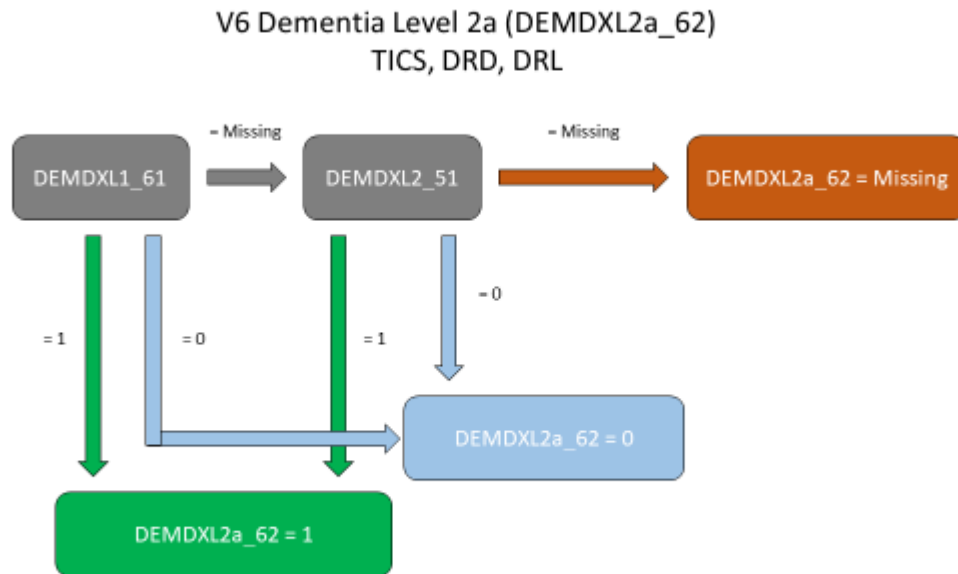 V6 Dementia Level 2a (DEMDXL2a_62)
TICS, DRD, DRL
= Missing
= Missing
DEMDXL1_61
DEMDXL2_51
DEMDXL2a_62 = Missing
= 0
= 1
= 0
= 1
DEMDXL2a_62 = 0
DEMDXL2a_62 = 1